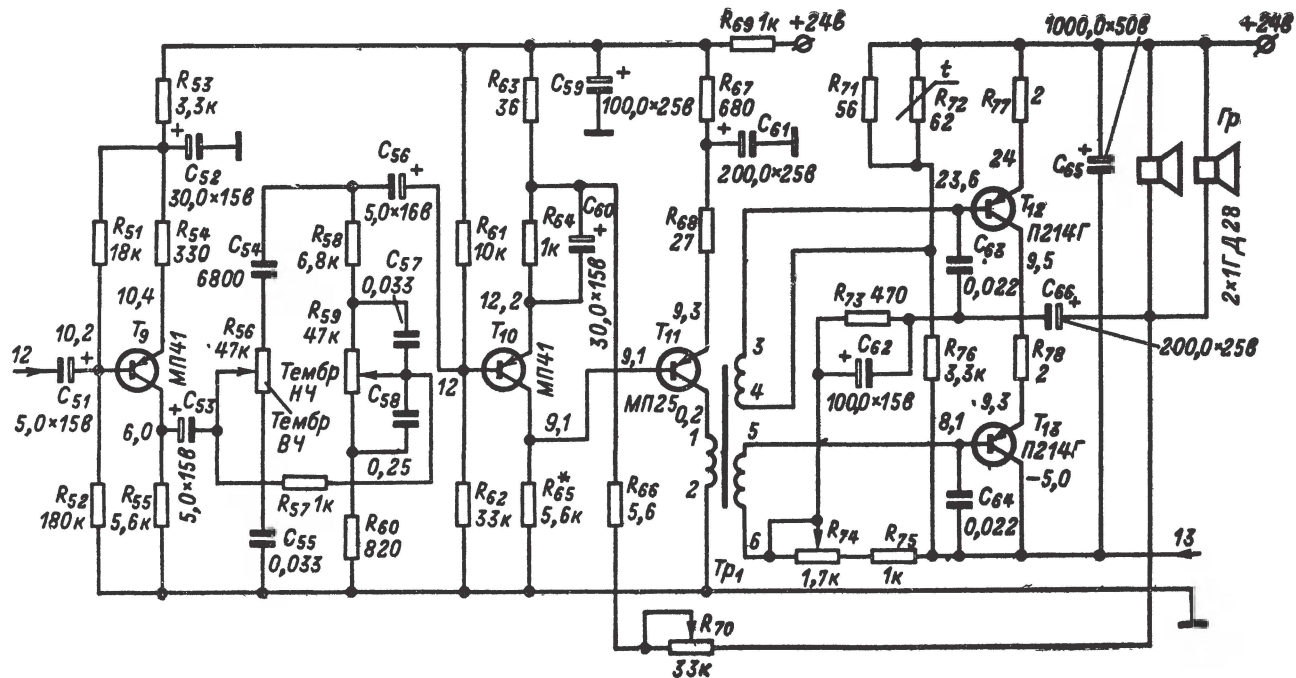 R69 1к +24в
1000,0×50в
+24в
R53
3,3к
R63
36
C59 +
100,0×25в
R67
680
R71
56
t
R72
62
R77 2
+
C52
30,0×15в
C56
+
5,0×16в
+
C61
200,0×25в
C65
+
Гр.
2×1ГД28
24
23,6
T12
П214Г
R51
18к
R54
330
C54
6800
R58
6,8к
C57
0,033
R61
10к
R64
1к
C60
+
30,0×15в
R68
27
C63
0,022
9,5
C66
+
200,0×25в
10,4
10,2
T9
МП41
R56
47к
R59
47к
12,2
T10
МП41
9,3
T11
9,1
МП25
R73 470
3
4
12
C51
+
5,0×15в
Тембр
НЧ
C58
Тембр
ВЧ
12
+
C62
100,0×15в
R76
3,3к
R78
2
6,0
+
C53
5,0×15в
0,25
9,1
0,2
1
2
5
8,1
9,3
T13
П214Г
-5,0
R52
180к
R55
5,6к
R57 1к
R60
820
R62
33к
R65*
5,6к
R66
5,6
C64
0,022
C55
0,033
6
R74
1,7к
R75
1к
13
Тр1
R70
33к